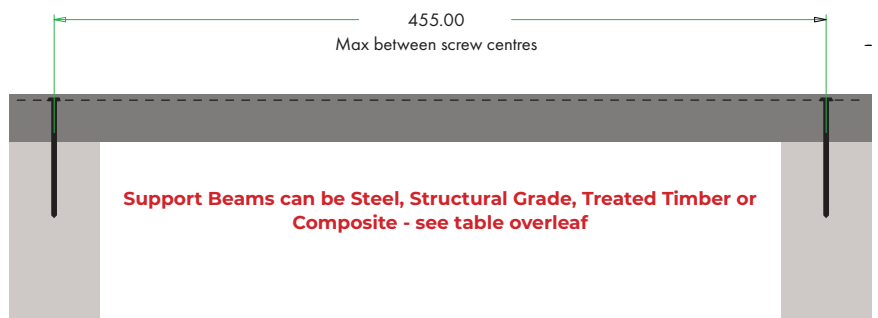 455.00
Max between screw centres
Support Beams can be Steel, Structural Grade, Treated Timber or
Composite - see table overleaf